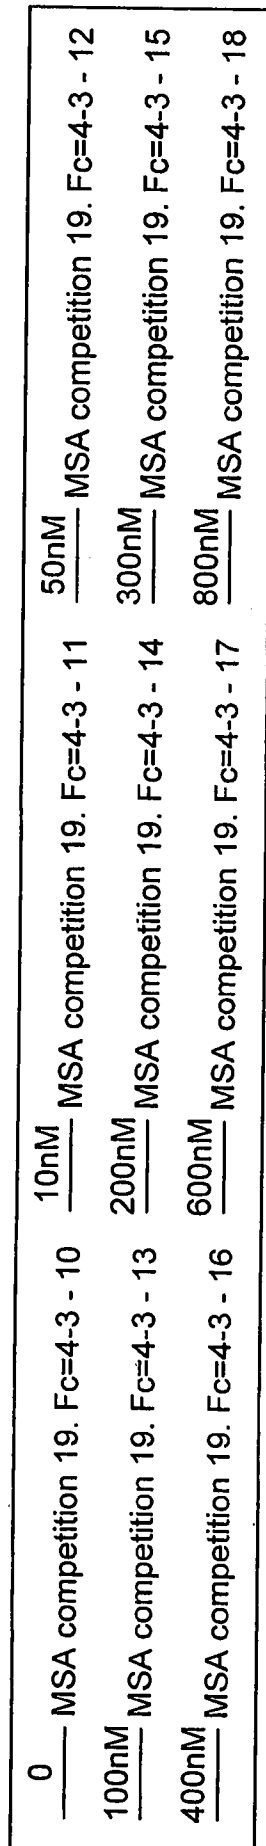 0 MSA competition 19. Fc=4-3 - 10 10nM MSA competition 19. Fc=4-3 - 11 50nM MSA competition 19. Fc=4-3 - 12
100nM MSA competition 19. Fc=4-3 - 13 200nM MSA competition 19. Fc=4-3 - 14 300nM MSA competition 19. Fc=4-3 - 15
400nM MSA competition 19. Fc=4-3 - 16 600nM MSA competition 19. Fc=4-3 - 17 800nM MSA competition 19. Fc=4-3 - 18